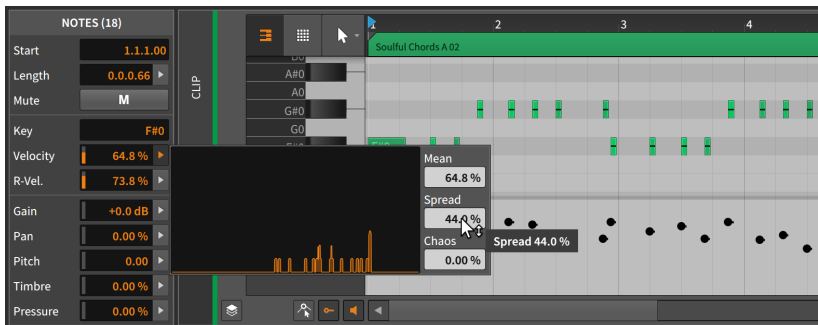 NOTES (18)
Start 1.1.1.00
Length 0.0.0.66
Mute M
Key F#0
Velocity 64.8 %
R-Vel. 73.8 %
Gain +0.0 dB
Pan 0.00 %
Pitch 0.00
Timbre 0.00 %
Pressure 0.00 %
CLIP
1 2 3 4
Soulful Chords A 02
A#0
A0
G#0
G0
Mean
64.8 %
Spread
44.0 %
Spread 44.0 %
Chaos
0.00 %